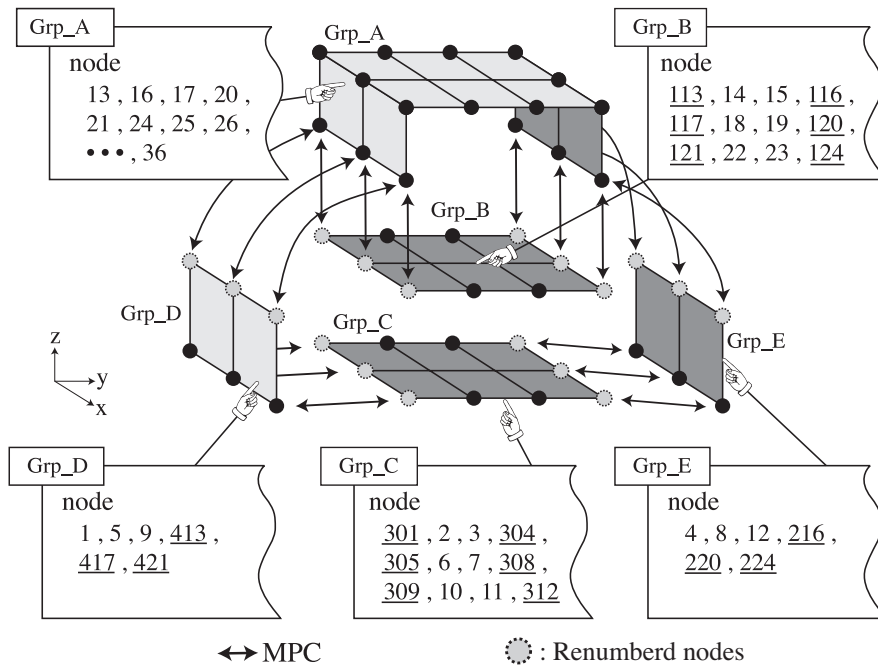 Grp_A
node
13 , 16 , 17 , 20 ,
21 , 24 , 25 , 26 ,
••• , 36
Grp_A
Grp_B
node
113 , 14 , 15 , 116 ,
117 , 18 , 19 , 120 ,
121 , 22 , 23 , 124
Grp_B
Grp_D
Grp_C
Grp_E
z
y
x
Grp_D
node
1 , 5 , 9 , 413 ,
417 , 421
Grp_C
node
301 , 2 , 3 , 304 ,
305 , 6 , 7 , 308 ,
309 , 10 , 11 , 312
Grp_E
node
4 , 8 , 12 , 216 ,
220 , 224
MPC
: Renumberd nodes